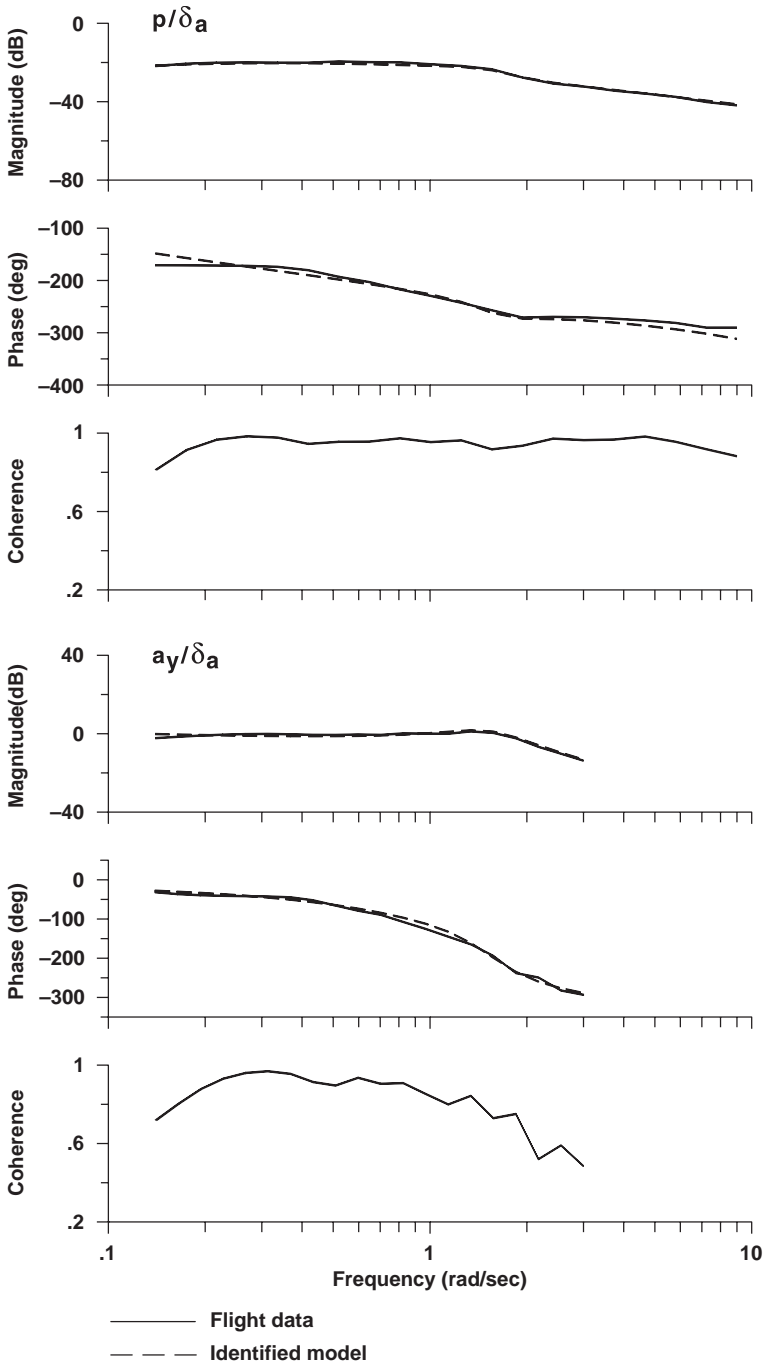 p/δa
0
–40
–80
Magnitude (dB)
–100
–200
–300
–400
Phase (deg)
1
.6
.2
Coherence
ay/δa
40
0
–40
Magnitude(dB)
0
–100
–200
–300
Phase (deg)
1
.6
.2
Coherence
.1 1 10
Frequency (rad/sec)
Flight data
Identified model